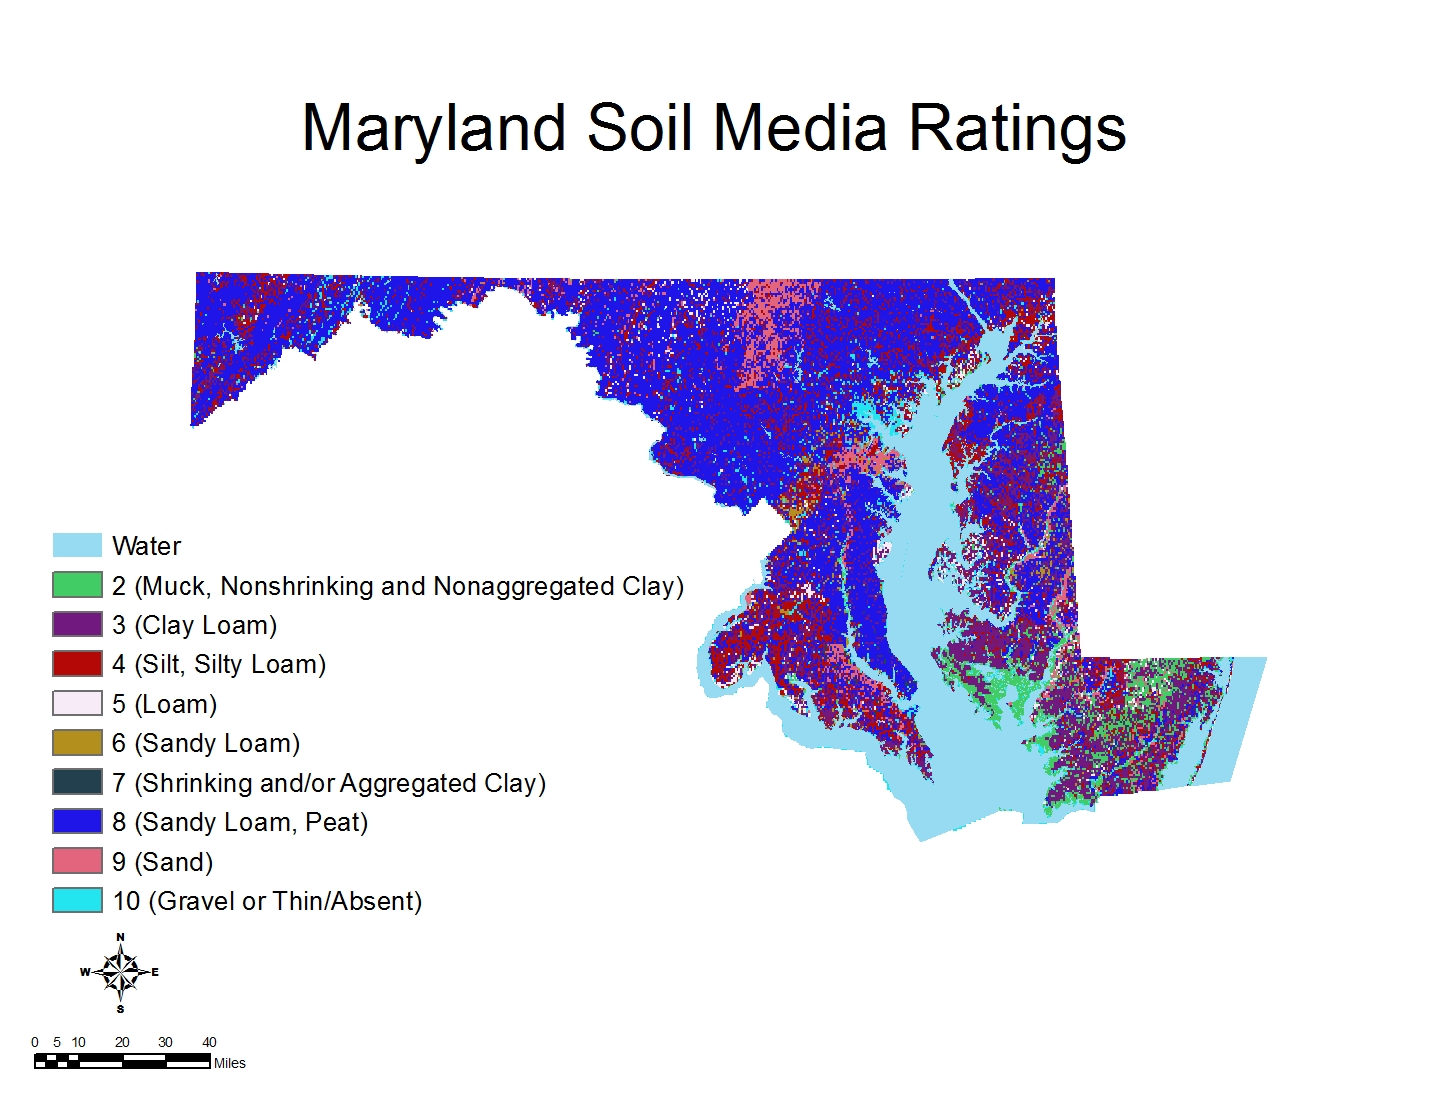 Maryland Soil Media Ratings
Water
2 (Muck, Nonshrinking and Nonaggregated Clay)
3 (Clay Loam)
4 (Silt, Silty Loam)
5 (Loam)
6 (Sandy Loam)
7 (Shrinking and/or Aggregated Clay)
8 (Sandy Loam, Peat)
9 (Sand)
10 (Gravel or Thin/Absent)
N
W E
S
0 5 10 20 30 40
Miles